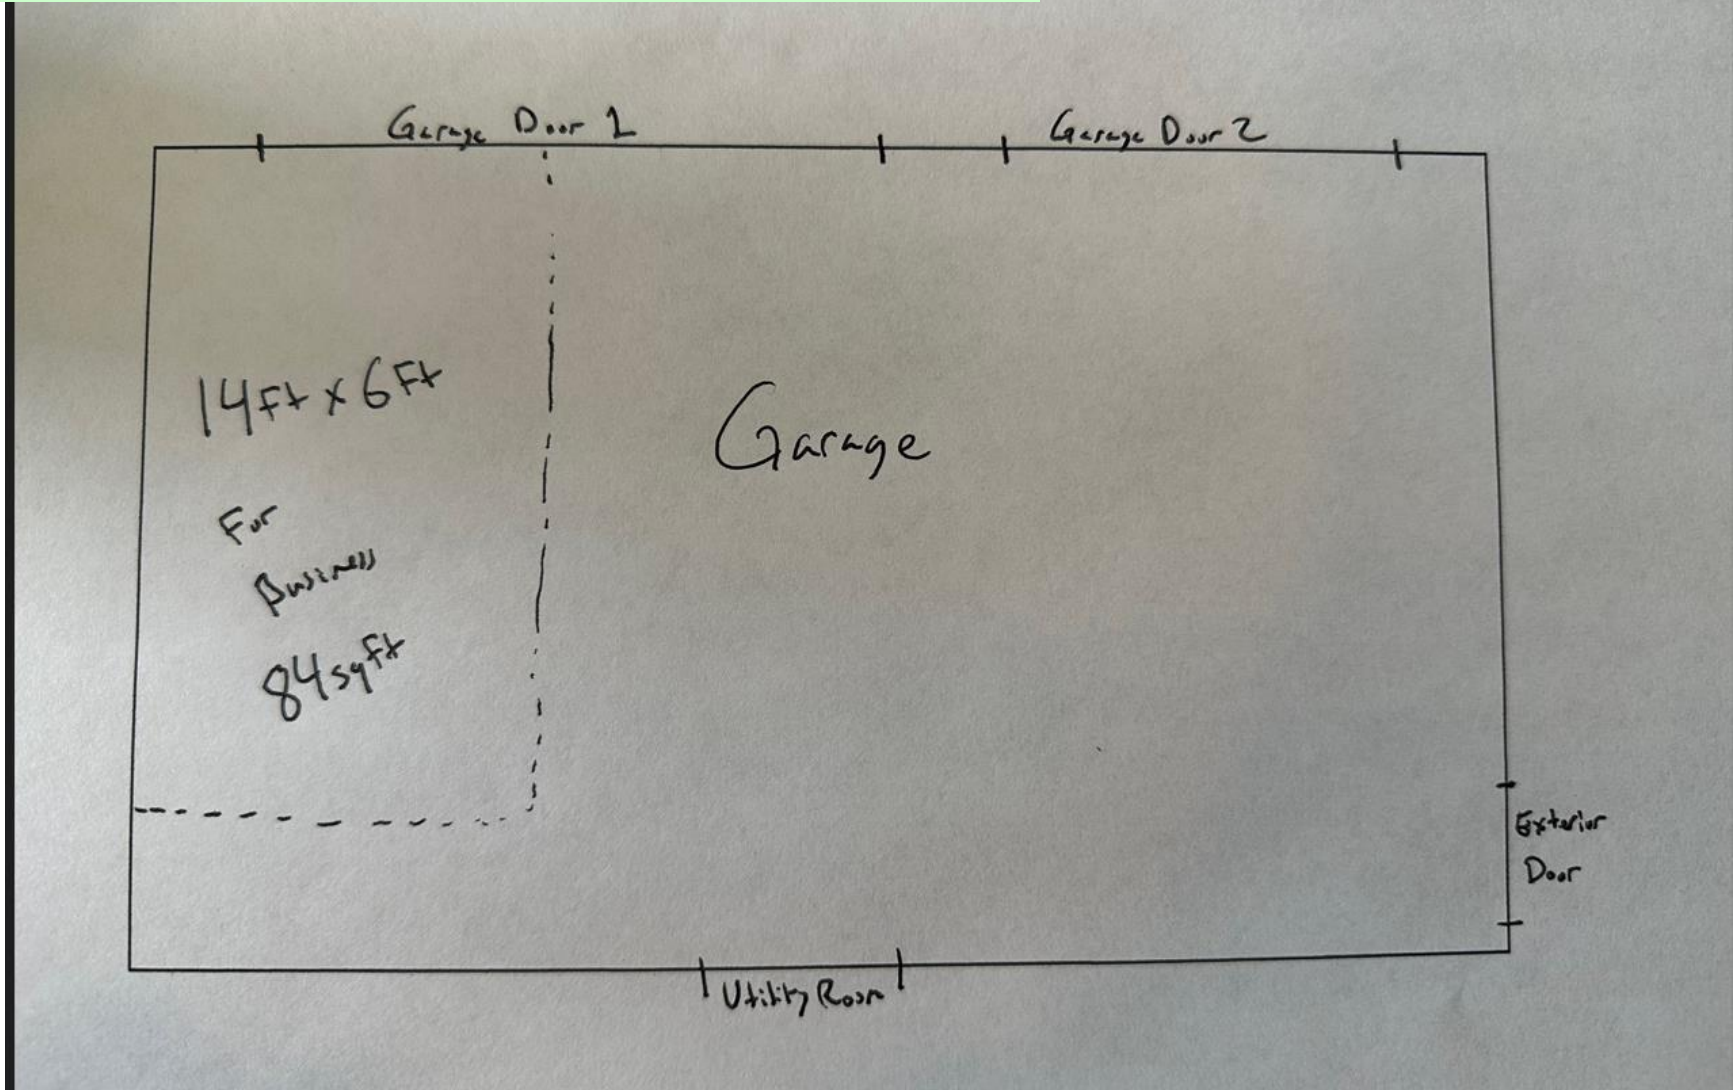 Garage Door 1
Garage Door 2
14ft x 6ft
For
Business
84sqft
Garage
Exterior
Door
Utility Room